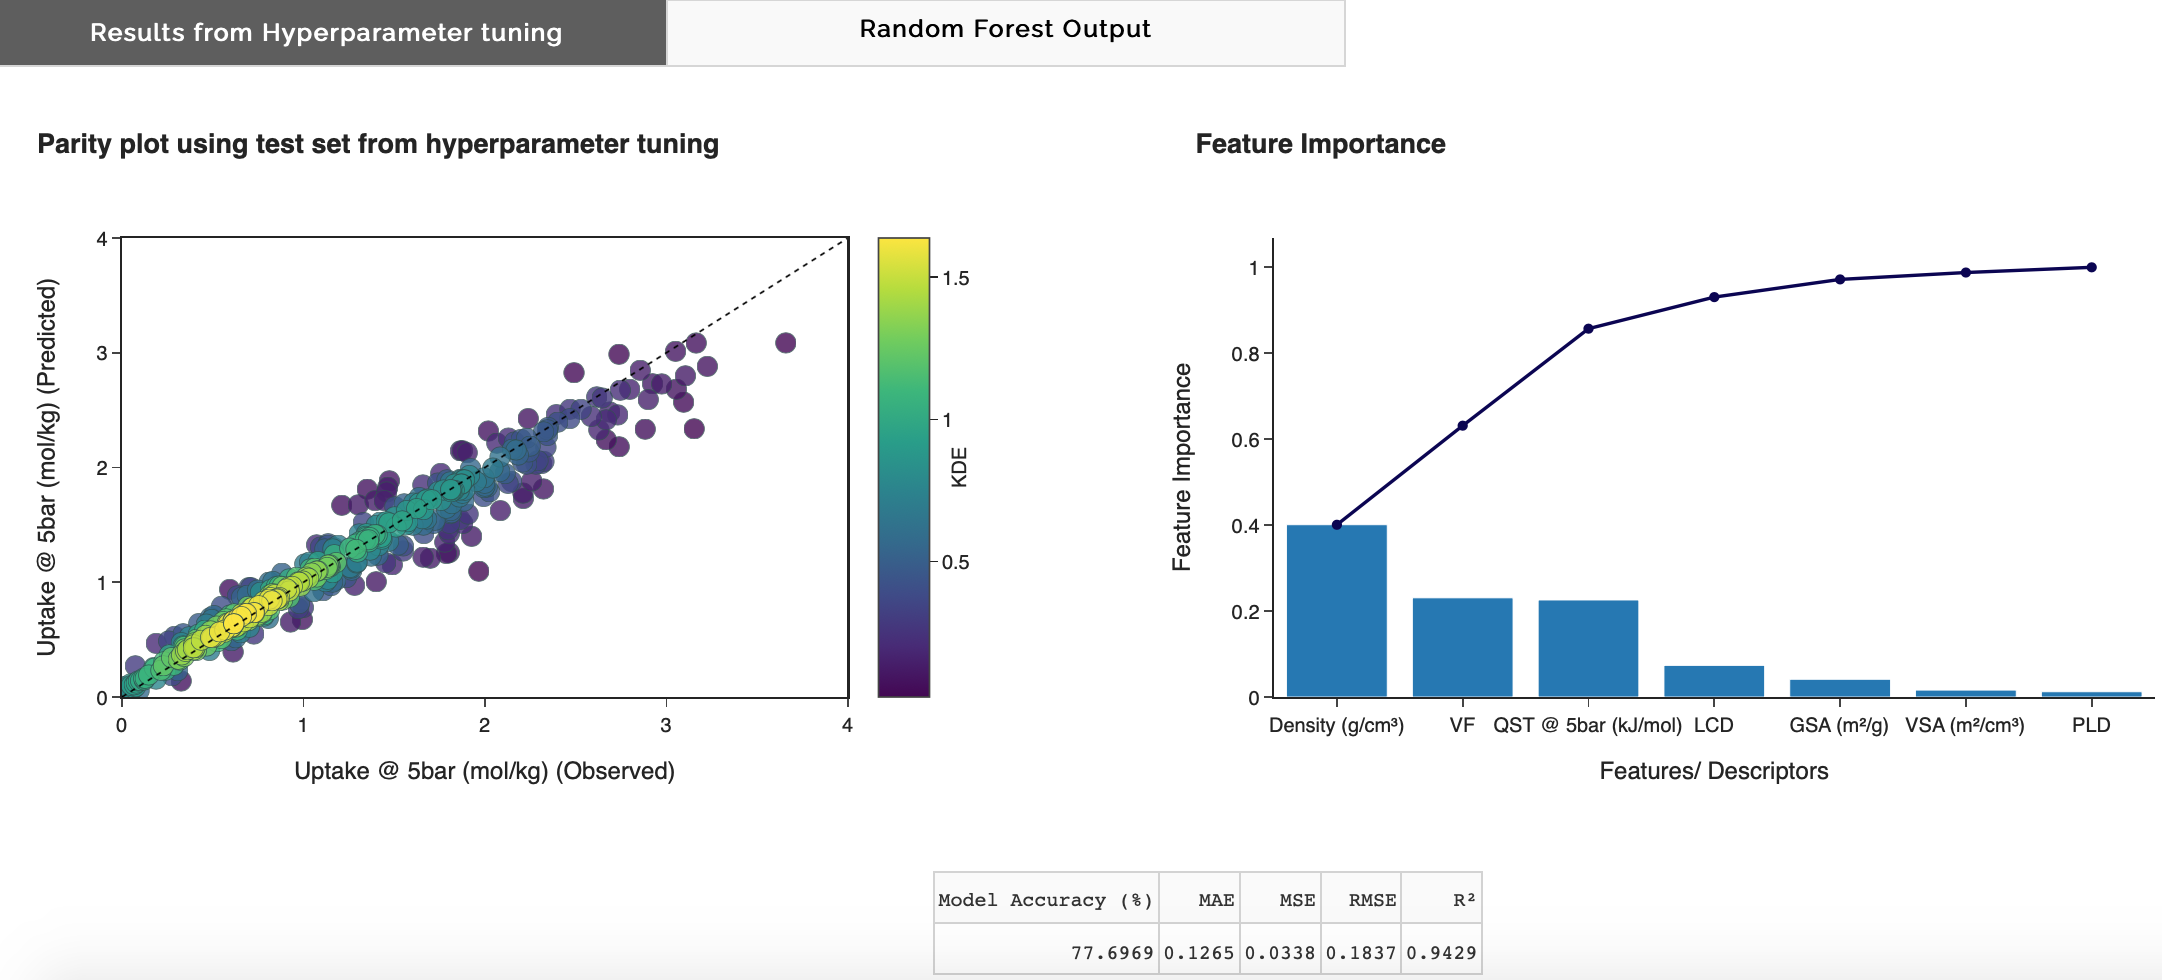 Results from Hyperparameter tuning
Random Forest Output
Parity plot using test set from hyperparameter tuning
Feature Importance
4
3
2
1
0
0 1 2 3 4
Uptake @ 5bar (mol/kg) (Predicted)
Uptake @ 5bar (mol/kg) (Observed)
1.5
1
0.5
KDE
1
0.8
0.6
0.4
0.2
0
Feature Importance
Density (g/cm³) VF QST @ 5bar (kJ/mol) LCD GSA (m²/g) VSA (m²/cm³) PLD
Features/ Descriptors
Model Accuracy (%) MAE MSE RMSE R²
77.6969 0.1265 0.0338 0.1837 0.9429